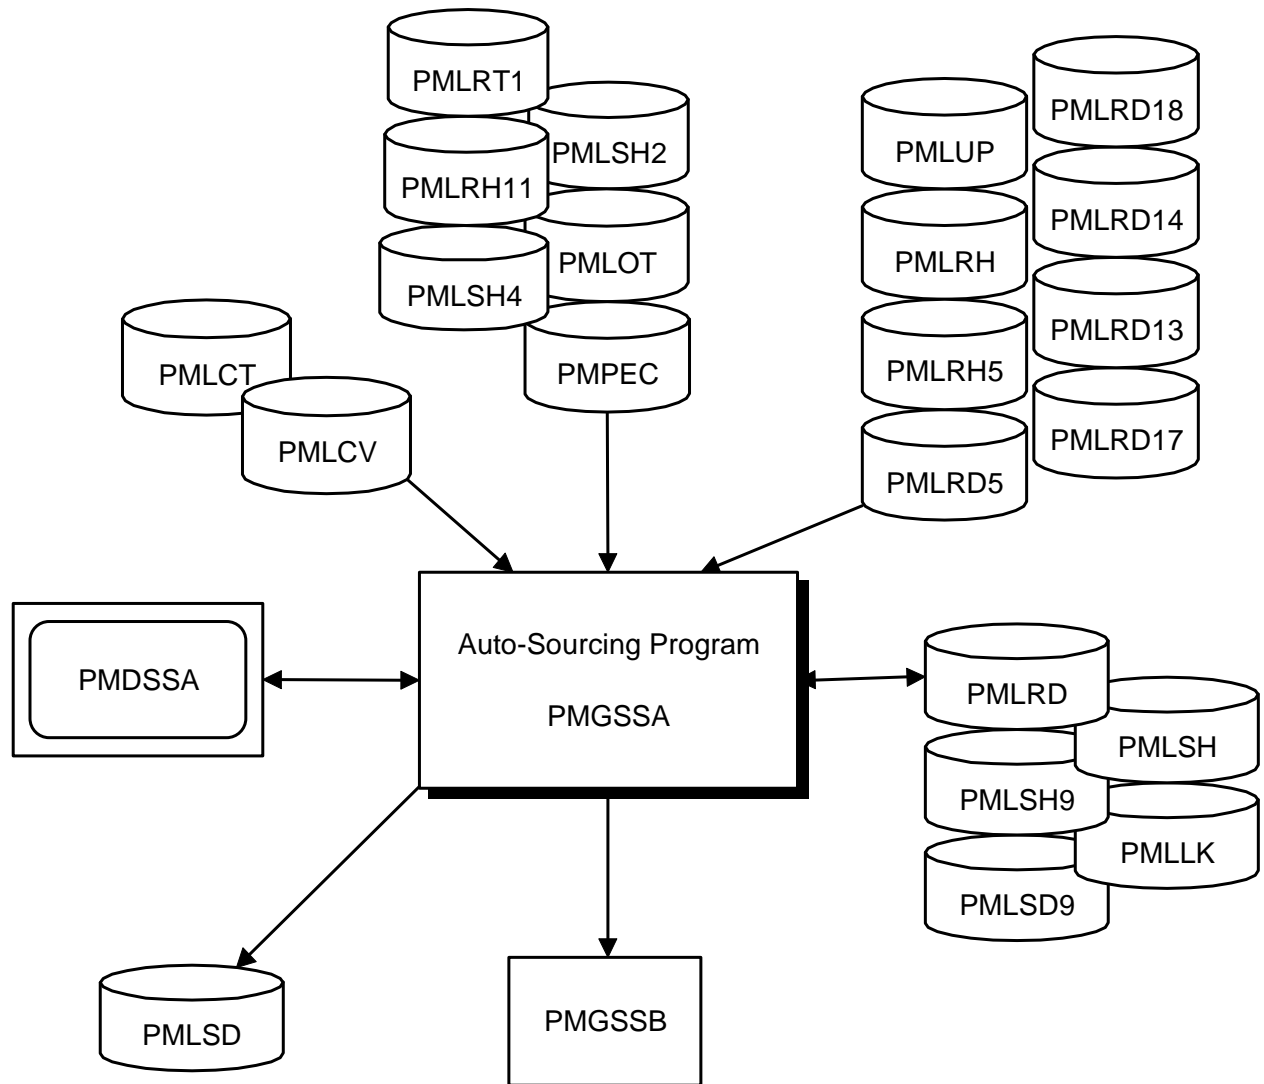 PMLRT1
PMLSH2
PMLRH11
PMLOT
PMLSH4
PMPEC
PMLCT
PMLCV
PMLUP
PMLRH
PMLRH5
PMLRD5
PMLRD18
PMLRD14
PMLRD13
PMLRD17
PMDSSA
Auto-Sourcing Program
PMGSSA
PMLRD
PMLSH
PMLSH9
PMLLK
PMLSD9
PMLSD
PMGSSB